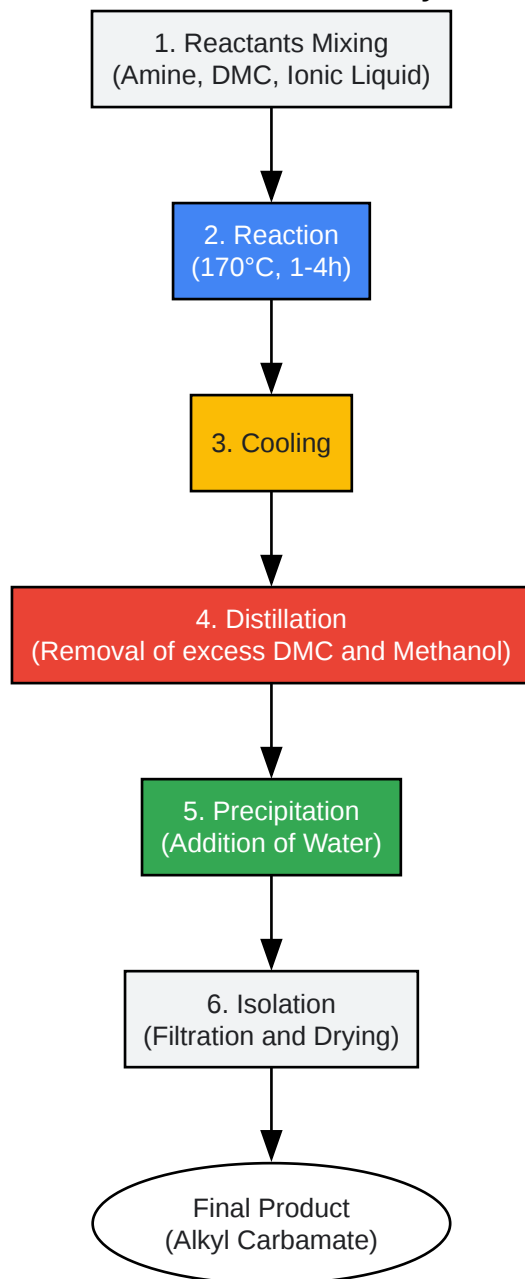 1. Reactants Mixing
(Amine, DMC, Ionic Liquid)
2. Reaction
(170°C, 1-4h)
3. Cooling
4. Distillation
(Removal of excess DMC and Methanol)
5. Precipitation
(Addition of Water)
6. Isolation
(Filtration and Drying)
Final Product
(Alkyl Carbamate)